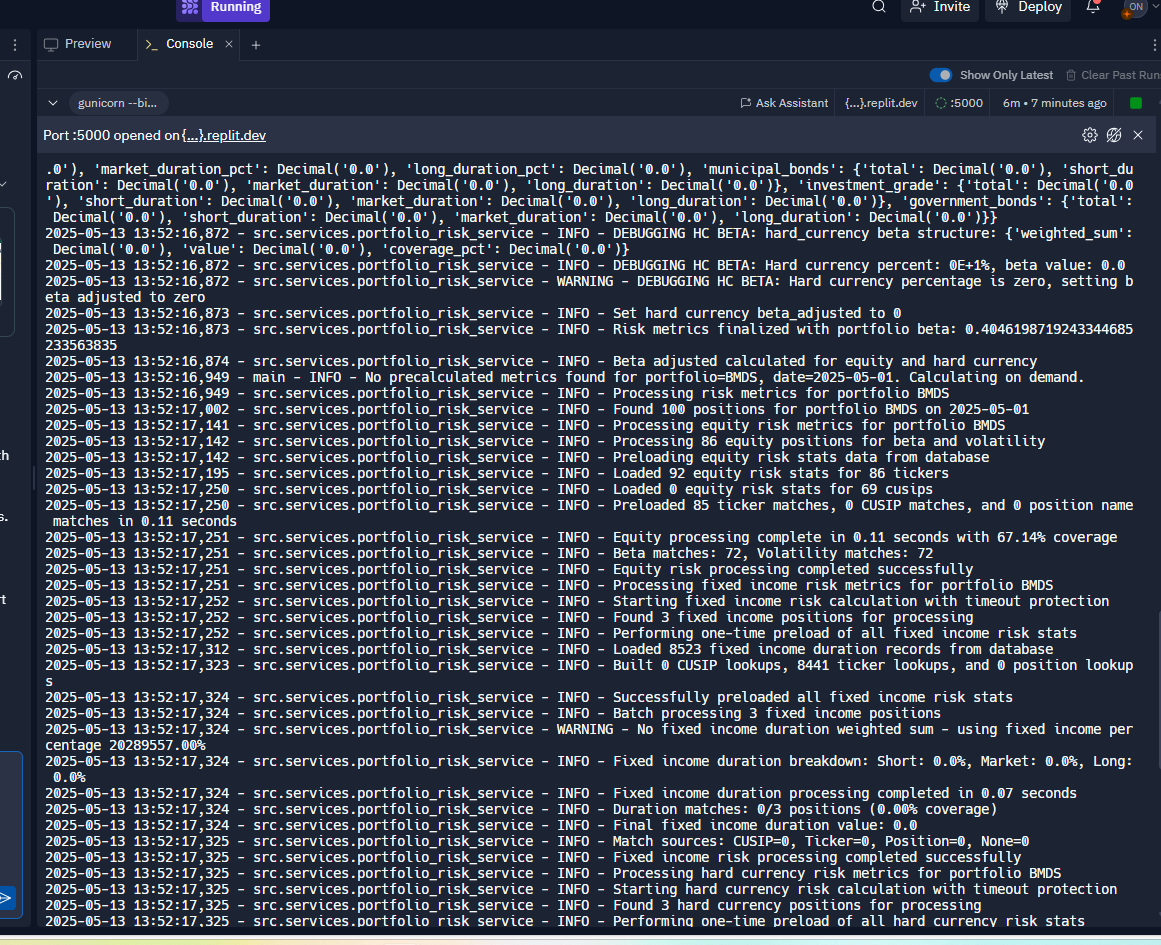 Running
Invite
Deploy
ON
Preview
Console
Show Only Latest
Clear Past Run
gunicorn --bi...
Ask Assistant
{...}.replit.dev
:5000
6m • 7 minutes ago
Port :5000 opened on {...}.replit.dev
.0'), 'market_duration_pct': Decimal('0.0'), 'long_duration_pct': Decimal('0.0'), 'municipal_bonds': {'total': Decimal('0.0'), 'short_du
ration': Decimal('0.0'), 'market_duration': Decimal('0.0'), 'long_duration': Decimal('0.0')}, 'investment_grade': {'total': Decimal('0.0
'), 'short_duration': Decimal('0.0'), 'market_duration': Decimal('0.0'), 'long_duration': Decimal('0.0')}, 'government_bonds': {'total':
Decimal('0.0'), 'short_duration': Decimal('0.0'), 'market_duration': Decimal('0.0'), 'long_duration': Decimal('0.0')}}
2025-05-13 13:52:16,872 - src.services.portfolio_risk_service - INFO - DEBUGGING HC BETA: hard_currency beta structure: {'weighted_sum':
Decimal('0.0'), 'value': Decimal('0.0'), 'coverage_pct': Decimal('0.0')}
2025-05-13 13:52:16,872 - src.services.portfolio_risk_service - INFO - DEBUGGING HC BETA: Hard currency percent: 0E+1%, beta value: 0.0
2025-05-13 13:52:16,872 - src.services.portfolio_risk_service - WARNING - DEBUGGING HC BETA: Hard currency percentage is zero, setting b
eta adjusted to zero
2025-05-13 13:52:16,873 - src.services.portfolio_risk_service - INFO - Set hard currency beta_adjusted to 0
2025-05-13 13:52:16,873 - src.services.portfolio_risk_service - INFO - Risk metrics finalized with portfolio beta: 0.4046198719243344685
233563835
2025-05-13 13:52:16,874 - src.services.portfolio_risk_service - INFO - Beta adjusted calculated for equity and hard currency
2025-05-13 13:52:16,949 - main - INFO - No precalculated metrics found for portfolio=BMDS, date=2025-05-01. Calculating on demand.
2025-05-13 13:52:16,949 - src.services.portfolio_risk_service - INFO - Processing risk metrics for portfolio BMDS
2025-05-13 13:52:17,002 - src.services.portfolio_risk_service - INFO - Found 100 positions for portfolio BMDS on 2025-05-01
2025-05-13 13:52:17,141 - src.services.portfolio_risk_service - INFO - Processing equity risk metrics for portfolio BMDS
2025-05-13 13:52:17,142 - src.services.portfolio_risk_service - INFO - Processing 86 equity positions for beta and volatility
2025-05-13 13:52:17,142 - src.services.portfolio_risk_service - INFO - Preloading equity risk stats data from database
2025-05-13 13:52:17,195 - src.services.portfolio_risk_service - INFO - Loaded 92 equity risk stats for 86 tickers
2025-05-13 13:52:17,250 - src.services.portfolio_risk_service - INFO - Loaded 0 equity risk stats for 69 cusips
2025-05-13 13:52:17,250 - src.services.portfolio_risk_service - INFO - Preloaded 85 ticker matches, 0 CUSIP matches, and 0 position name
matches in 0.11 seconds
2025-05-13 13:52:17,251 - src.services.portfolio_risk_service - INFO - Equity processing complete in 0.11 seconds with 67.14% coverage
2025-05-13 13:52:17,251 - src.services.portfolio_risk_service - INFO - Beta matches: 72, Volatility matches: 72
2025-05-13 13:52:17,251 - src.services.portfolio_risk_service - INFO - Equity risk processing completed successfully
2025-05-13 13:52:17,251 - src.services.portfolio_risk_service - INFO - Processing fixed income risk metrics for portfolio BMDS
2025-05-13 13:52:17,252 - src.services.portfolio_risk_service - INFO - Starting fixed income risk calculation with timeout protection
2025-05-13 13:52:17,252 - src.services.portfolio_risk_service - INFO - Found 3 fixed income positions for processing
2025-05-13 13:52:17,252 - src.services.portfolio_risk_service - INFO - Performing one-time preload of all fixed income risk stats
2025-05-13 13:52:17,312 - src.services.portfolio_risk_service - INFO - Loaded 8523 fixed income duration records from database
2025-05-13 13:52:17,323 - src.services.portfolio_risk_service - INFO - Built 0 CUSIP lookups, 8441 ticker lookups, and 0 position lookup
s
2025-05-13 13:52:17,324 - src.services.portfolio_risk_service - INFO - Successfully preloaded all fixed income risk stats
2025-05-13 13:52:17,324 - src.services.portfolio_risk_service - INFO - Batch processing 3 fixed income positions
2025-05-13 13:52:17,324 - src.services.portfolio_risk_service - WARNING - No fixed income duration weighted sum - using fixed income per
centage 20289557.00%
2025-05-13 13:52:17,324 - src.services.portfolio_risk_service - INFO - Fixed income duration breakdown: Short: 0.0%, Market: 0.0%, Long:
0.0%
2025-05-13 13:52:17,324 - src.services.portfolio_risk_service - INFO - Fixed income duration processing completed in 0.07 seconds
2025-05-13 13:52:17,324 - src.services.portfolio_risk_service - INFO - Duration matches: 0/3 positions (0.00% coverage)
2025-05-13 13:52:17,324 - src.services.portfolio_risk_service - INFO - Final fixed income duration value: 0.0
2025-05-13 13:52:17,325 - src.services.portfolio_risk_service - INFO - Match sources: CUSIP=0, Ticker=0, Position=0, None=0
2025-05-13 13:52:17,325 - src.services.portfolio_risk_service - INFO - Fixed income risk processing completed successfully
2025-05-13 13:52:17,325 - src.services.portfolio_risk_service - INFO - Processing hard currency risk metrics for portfolio BMDS
2025-05-13 13:52:17,325 - src.services.portfolio_risk_service - INFO - Starting hard currency risk calculation with timeout protection
2025-05-13 13:52:17,325 - src.services.portfolio_risk_service - INFO - Found 3 hard currency positions for processing
2025-05-13 13:52:17,325 - src.services.portfolio_risk_service - INFO - Performing one-time preload of all hard currency risk stats